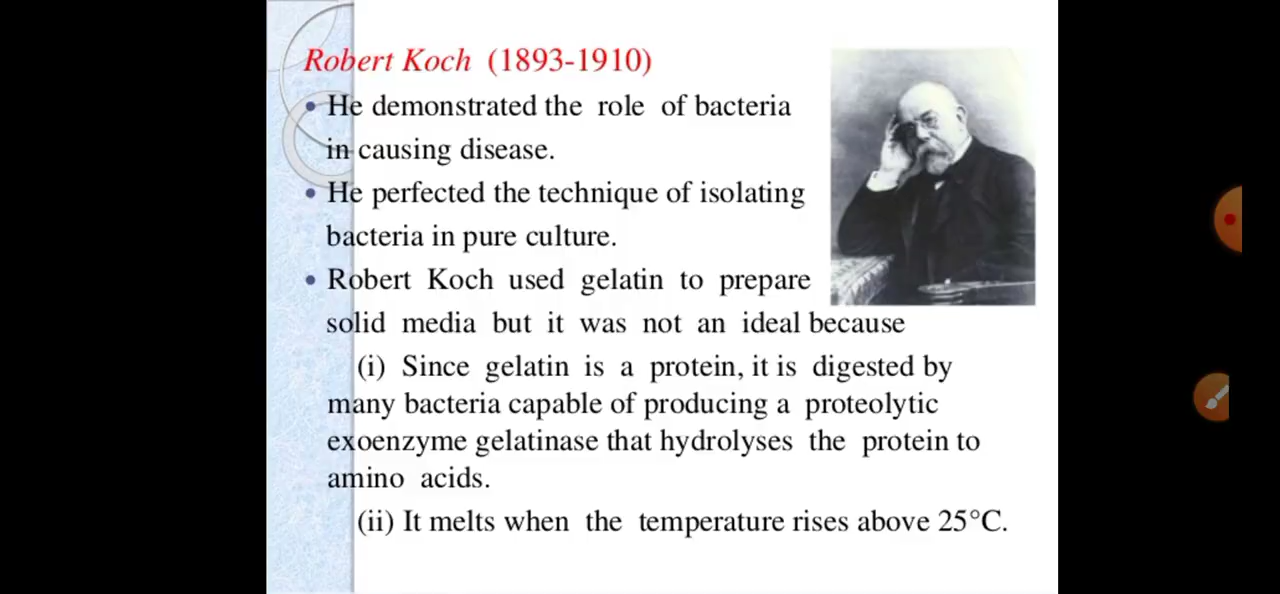 Robert Koch (1893-1910)
• He demonstrated the role of bacteria
in causing disease.
• He perfected the technique of isolating
bacteria in pure culture.
• Robert Koch used gelatin to prepare
solid media but it was not an ideal because
(i) Since gelatin is a protein, it is digested by
many bacteria capable of producing a proteolytic
exoenzyme gelatinase that hydrolyses the protein to
amino acids.
(ii) It melts when the temperature rises above 25°C.